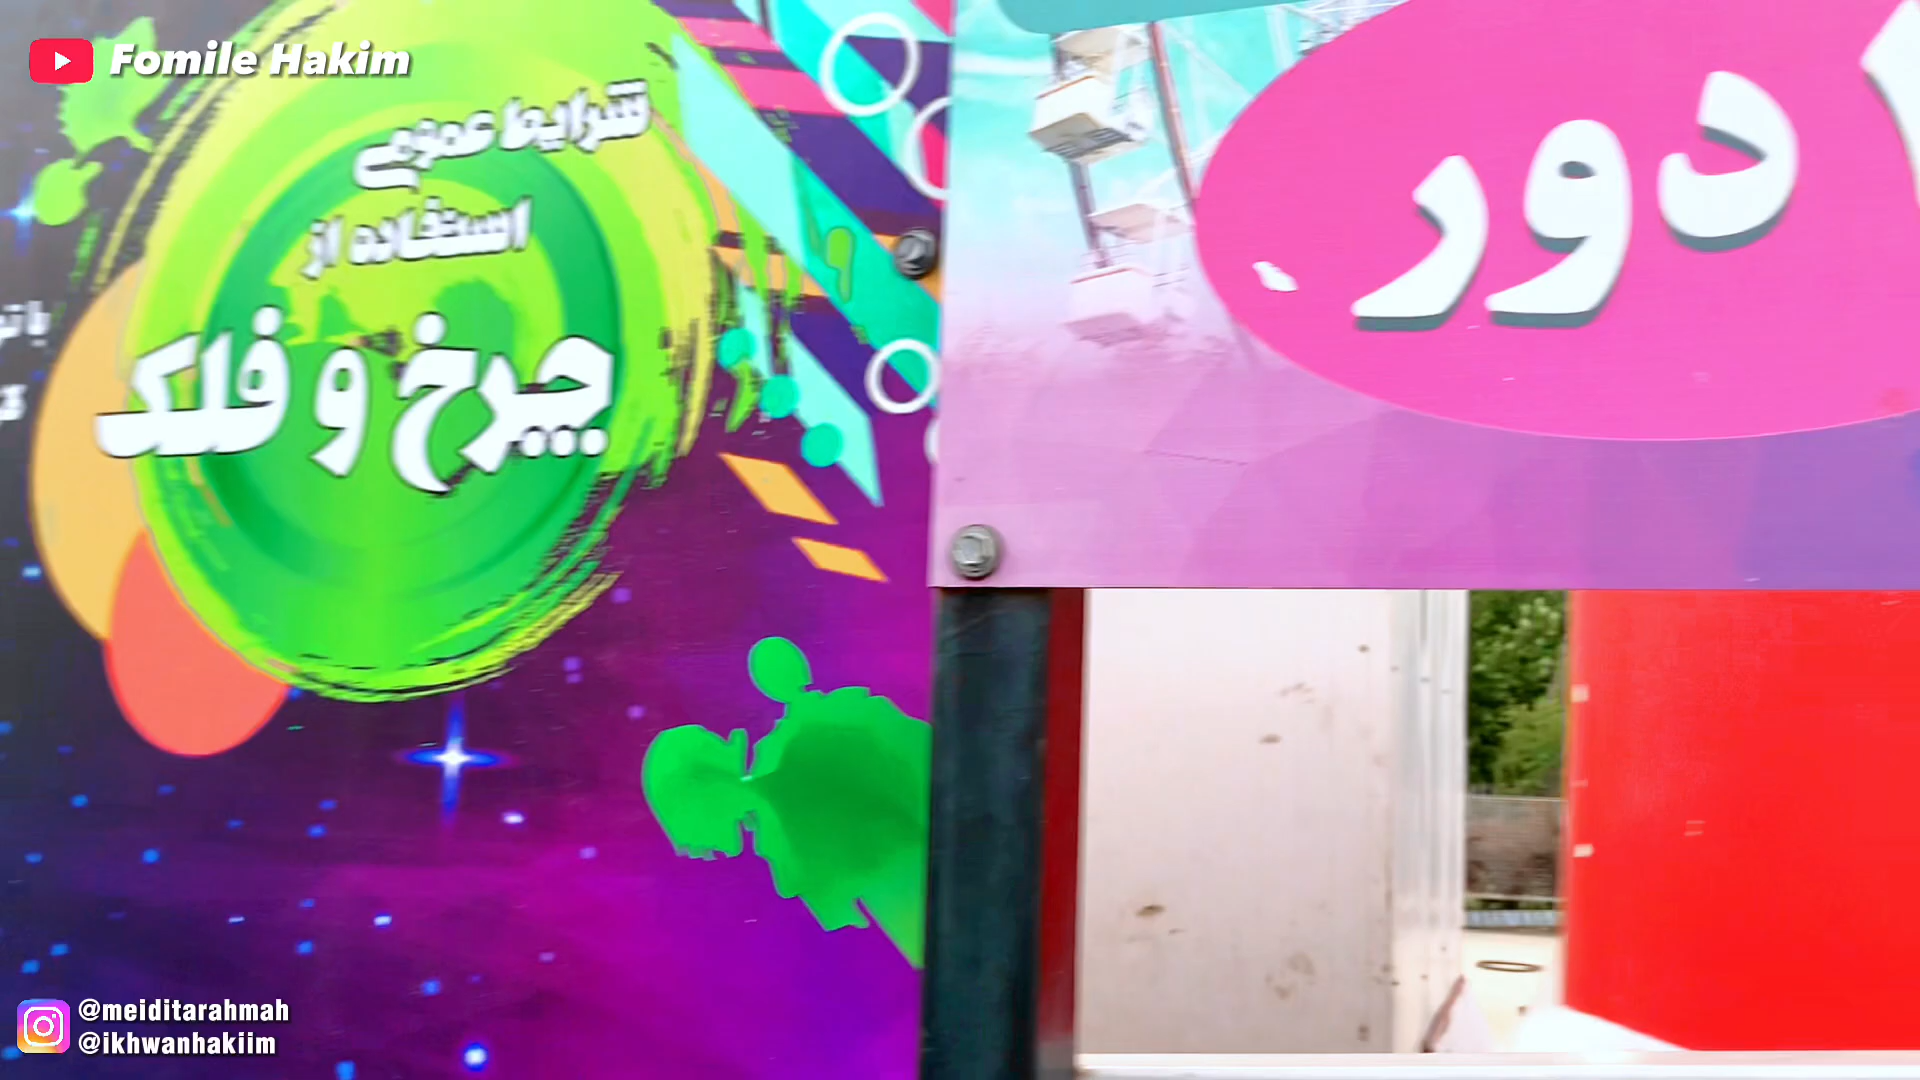 Fomile Hakim
شرایط عمومی
استفاده از
چرخ و فلک
دور
@meiditarahmah
@ikhwanhakiim